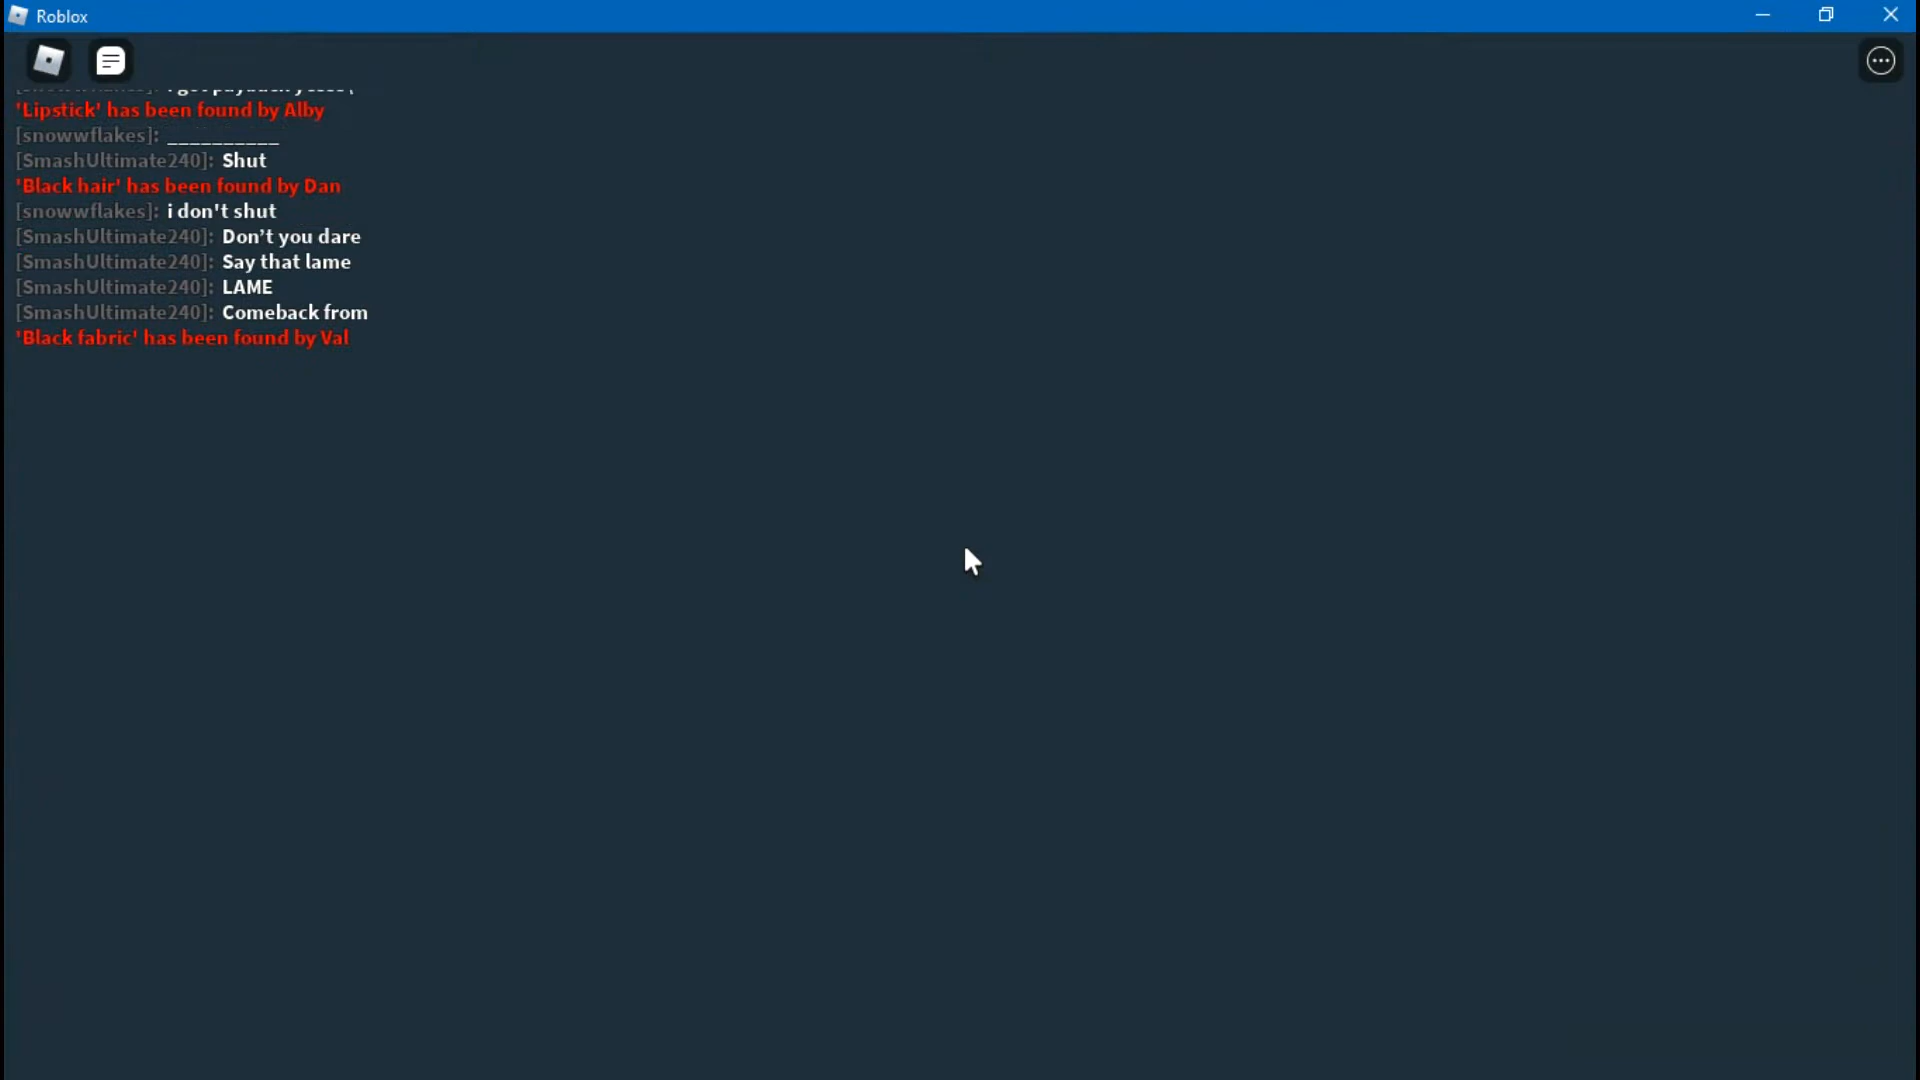 Roblox
'Lipstick' has been found by Alby
[snowwflakes]: __________
[SmashUltimate240]: Shut
'Black hair' has been found by Dan
[snowwflakes]: i don't shut
[SmashUltimate240]: Don’t you dare
[SmashUltimate240]: Say that lame
[SmashUltimate240]: LAME
[SmashUltimate240]: Comeback from
'Black fabric' has been found by Val